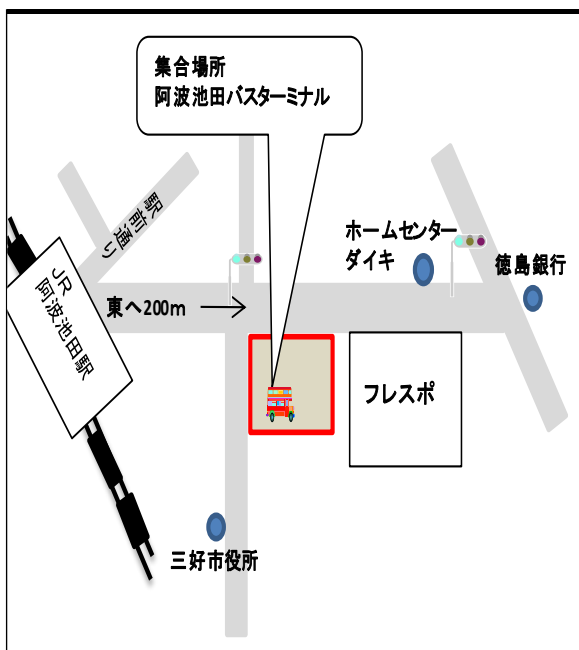 集合場所
阿波池田バスターミナル
駅前通り
ホームセンター
ダイキ
徳島銀行
JR
阿波池田駅
東へ200m
フレスポ
三好市役所